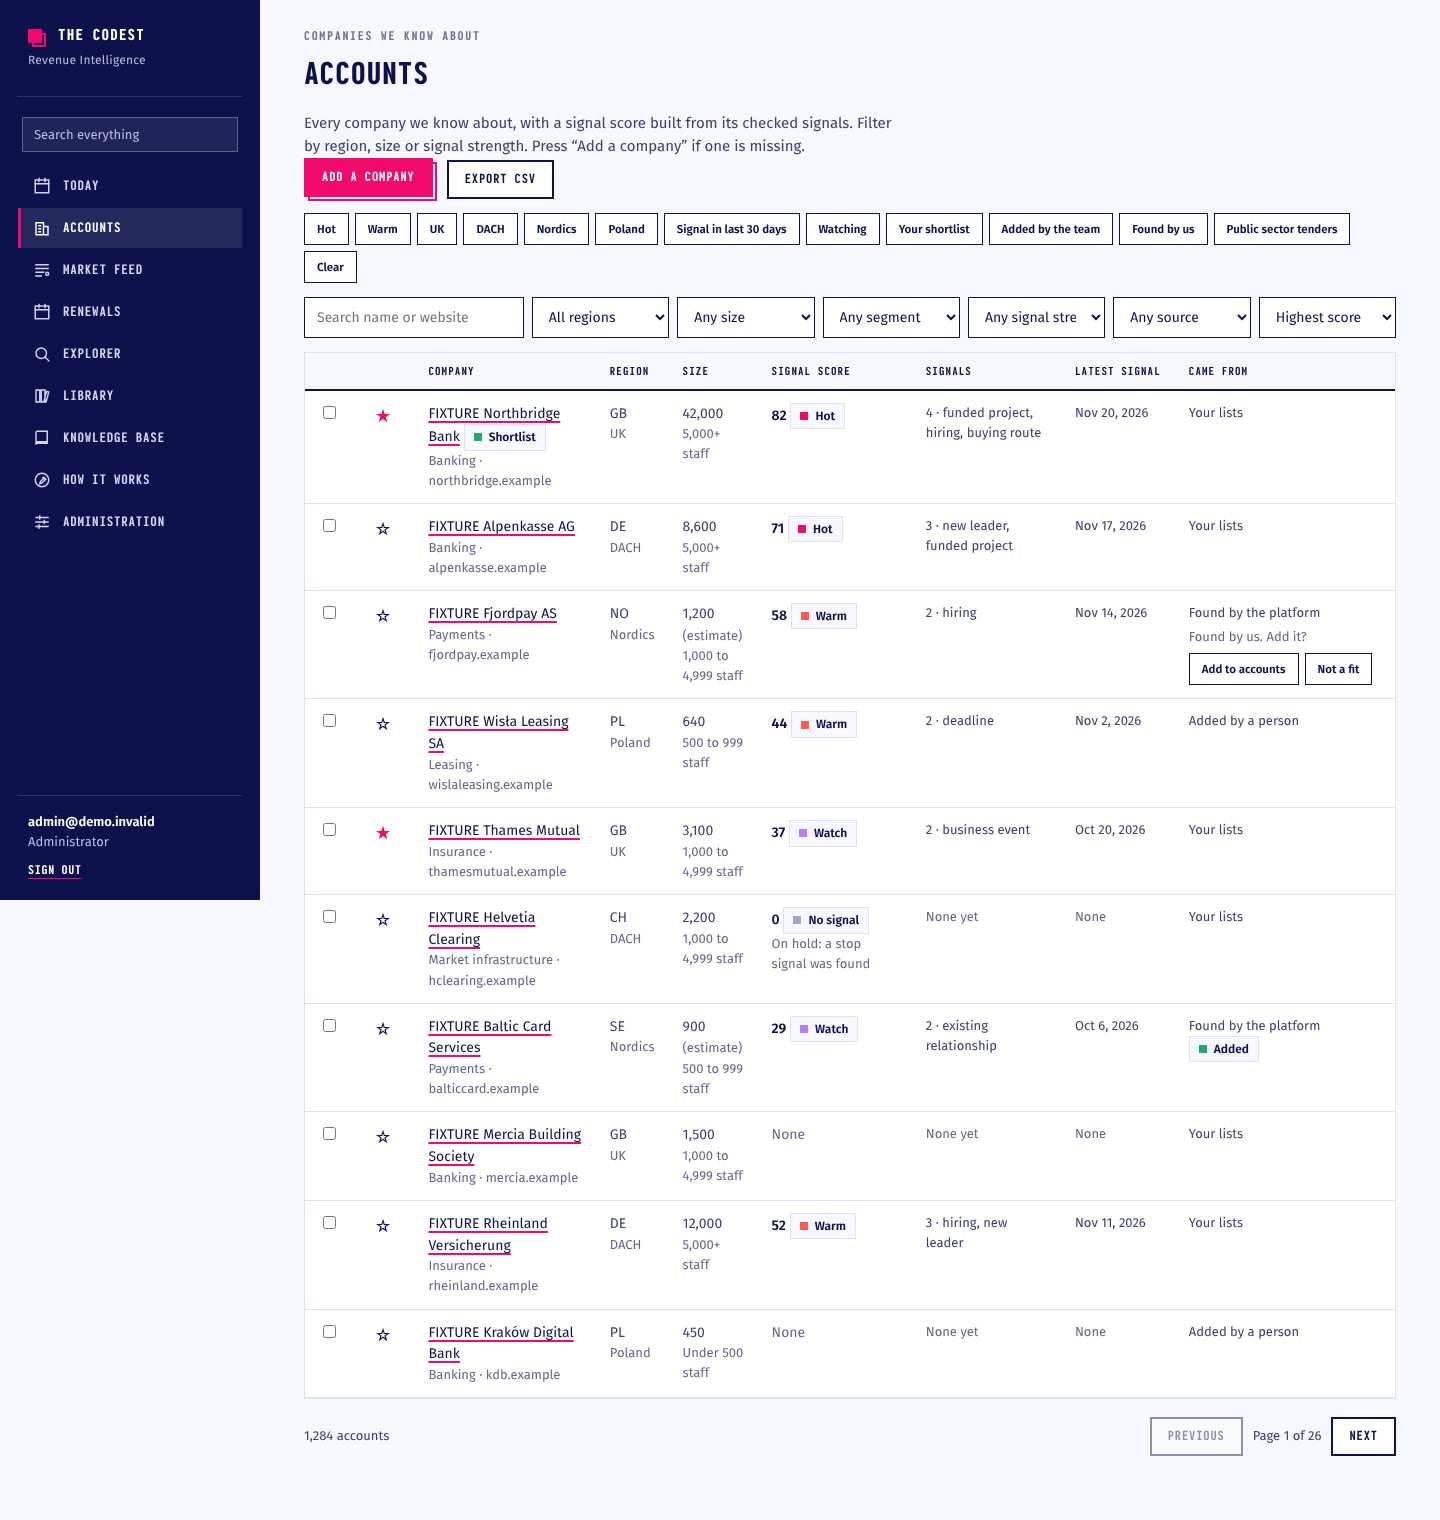 THE CODEST
Revenue Intelligence
Search everything
TODAY
ACCOUNTS
MARKET FEED
RENEWALS
EXPLORER
LIBRARY
KNOWLEDGE BASE
HOW IT WORKS
ADMINISTRATION
admin@demo.invalid
Administrator
SIGN OUT
COMPANIES WE KNOW ABOUT
ACCOUNTS
Every company we know about, with a signal score built from its checked signals. Filter
by region, size or signal strength. Press “Add a company” if one is missing.
ADD A COMPANY EXPORT CSV
Hot Warm UK DACH Nordics Poland Signal in last 30 days Watching Your shortlist Added by the team Found by us Public sector tenders
Clear
Search name or website All regions Any size Any segment Any signal stre Any source Highest score
COMPANY REGION SIZE SIGNAL SCORE SIGNALS LATEST SIGNAL CAME FROM
FIXTURE Northbridge GB 42,000 82 Hot 4 · funded project, Nov 20, 2026 Your lists
Bank Shortlist UK 5,000+ hiring, buying route
Banking · staff
northbridge.example
FIXTURE Alpenkasse AG DE 8,600 71 Hot 3 · new leader, Nov 17, 2026 Your lists
Banking · DACH 5,000+ funded project
alpenkasse.example staff
FIXTURE Fjordpay AS NO 1,200 58 Warm 2 · hiring Nov 14, 2026 Found by the platform
Payments · Nordics (estimate) Found by us. Add it?
fjordpay.example 1,000 to Add to accounts Not a fit
4,999 staff
FIXTURE Wisła Leasing PL 640 44 Warm 2 · deadline Nov 2, 2026 Added by a person
SA Poland 500 to 999
Leasing · staff
wislaleasing.example
FIXTURE Thames Mutual GB 3,100 37 Watch 2 · business event Oct 20, 2026 Your lists
Insurance · UK 1,000 to
thamesmutual.example 4,999 staff
FIXTURE Helvetia CH 2,200 0 No signal None yet None Your lists
Clearing DACH 1,000 to On hold: a stop
Market infrastructure · 4,999 staff signal was found
hclearing.example
FIXTURE Baltic Card SE 900 29 Watch 2 · existing Oct 6, 2026 Found by the platform
Services Nordics (estimate) relationship Added
Payments · 500 to 999
balticcard.example staff
FIXTURE Mercia Building GB 1,500 None None yet None Your lists
Society UK 1,000 to
Banking · mercia.example 4,999 staff
FIXTURE Rheinland DE 12,000 52 Warm 3 · hiring, new Nov 11, 2026 Your lists
Versicherung DACH 5,000+ leader
Insurance · staff
rheinland.example
FIXTURE Kraków Digital PL 450 None None yet None Added by a person
Bank Poland Under 500
Banking · kdb.example staff
1,284 accounts PREVIOUS Page 1 of 26 NEXT